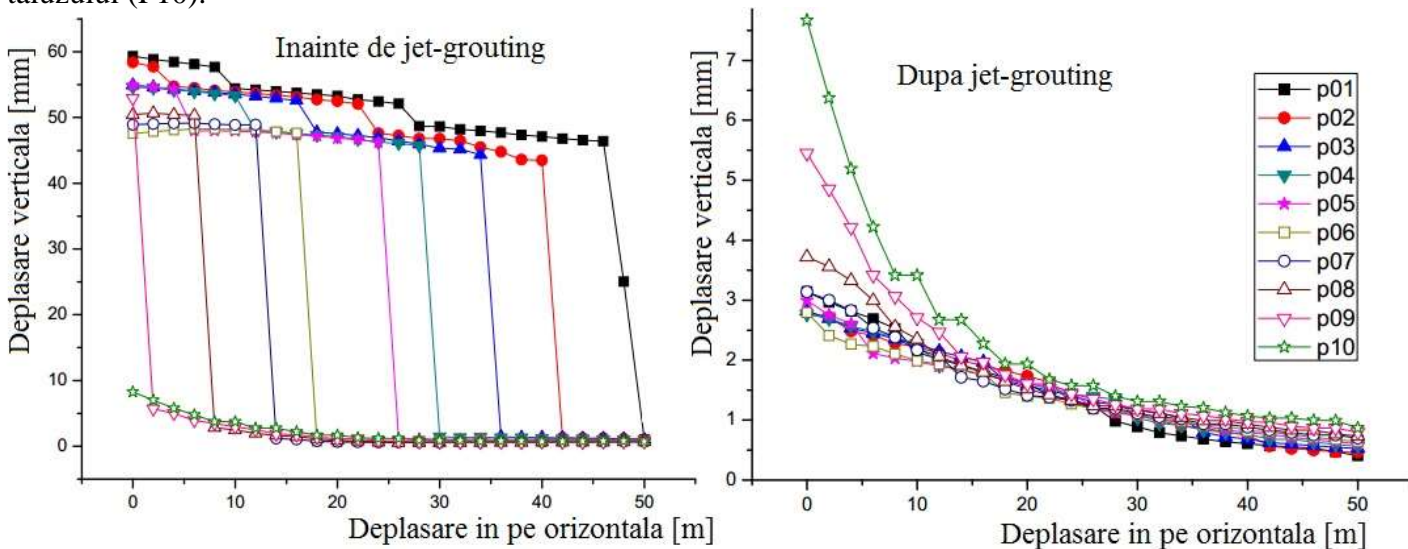 taluzului (P10).
Inainte de jet-grouting
Deplasare verticala [mm]
60
50
40
30
20
10
0
0 10 20 30 40 50
Deplasare in pe orizontala [m]
Dupa jet-grouting
Deplasare verticala [mm]
7
6
5
4
3
2
1
0
0 10 20 30 40 50
Deplasare in pe orizontala [m]
p01
p02
p03
p04
p05
p06
p07
p08
p09
p10